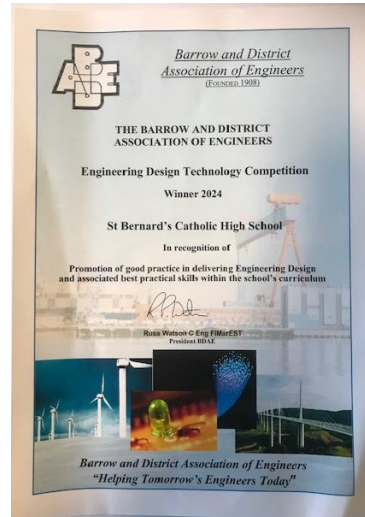 B
A D E
E
Barrow and District
Association of Engineers
(FOUNDED 1908)
THE BARROW AND DISTRICT
ASSOCIATION OF ENGINEERS
Engineering Design Technology Competition
Winner 2024
St Bernard's Catholic High School
In recognition of
Promotion of good practice in delivering Engineering Design
and associated best practical skills within the school's curriculum
Russ Watson C Eng FIMarEST
President BDAE
Barrow and District Association of Engineers
"Helping Tomorrow's Engineers Today"